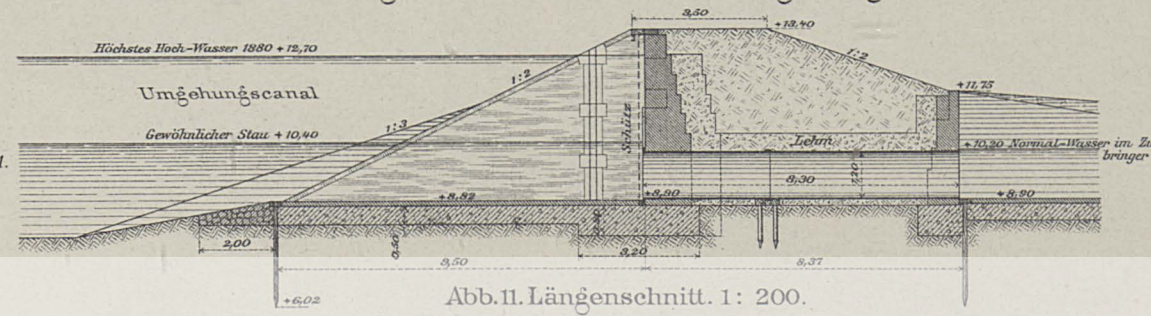 3,50
+13,40
Höchstes Hoch-Wasser 1880 +12,70
1:2
1:2
Umgehungscanal
+11,75
1:3
Schütz
Gewöhnlicher Stau +10,40
Lehm
+10,20 Normal-Wasser im Zu
bringer
8,30
1,20
+8,82
+8,90
+8,90
2,00
0,50
3,20
9,50
8,37
+6,02
Abb. 11. Längenschnitt. 1: 200.